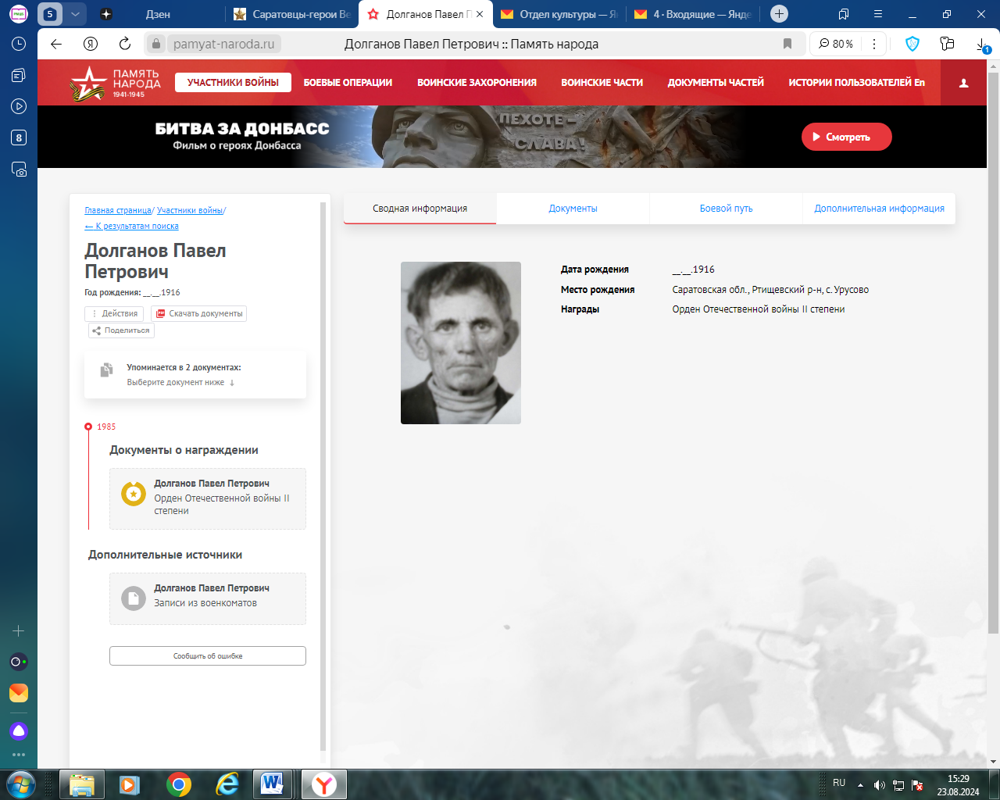 5
Дзен
Саратовцы-герои Ве
Долганов Павел П
Отдел культуры — Ян
4 · Входящие — Янде
pamyat-naroda.ru
Долганов Павел Петрович :: Память народа
80 %
1
8
ПАМЯТЬ НАРОДА 1941-1945
УЧАСТНИКИ ВОЙНЫ
БОЕВЫЕ ОПЕРАЦИИ
ВОИНСКИЕ ЗАХОРОНЕНИЯ
ВОИНСКИЕ ЧАСТИ
ДОКУМЕНТЫ ЧАСТЕЙ
ИСТОРИИ ПОЛЬЗОВАТЕЛЕЙ En
БИТВА ЗА ДОНБАСС
Фильм о героях Донбасса
ПЕХОТЕ –
СЛАВА!
Смотреть
Главная страница/ Участники войны/
← К результатам поиска
Долганов Павел
Петрович
Год рождения: __.__.1916
Действия
Скачать документы
Поделиться
Упоминается в 2 документах:
Выберите документ ниже ↓
1985
Документы о награждении
Долганов Павел Петрович
Орден Отечественной войны II
степени
Дополнительные источники
Долганов Павел Петрович
Записи из военкоматов
Сообщить об ошибке
Сводная информация
Документы
Боевой путь
Дополнительная информация
Дата рождения __.__.1916
Место рождения Саратовская обл., Ртищевский р-н, с. Урусово
Награды Орден Отечественной войны II степени
RU
15:29
23.08.2024